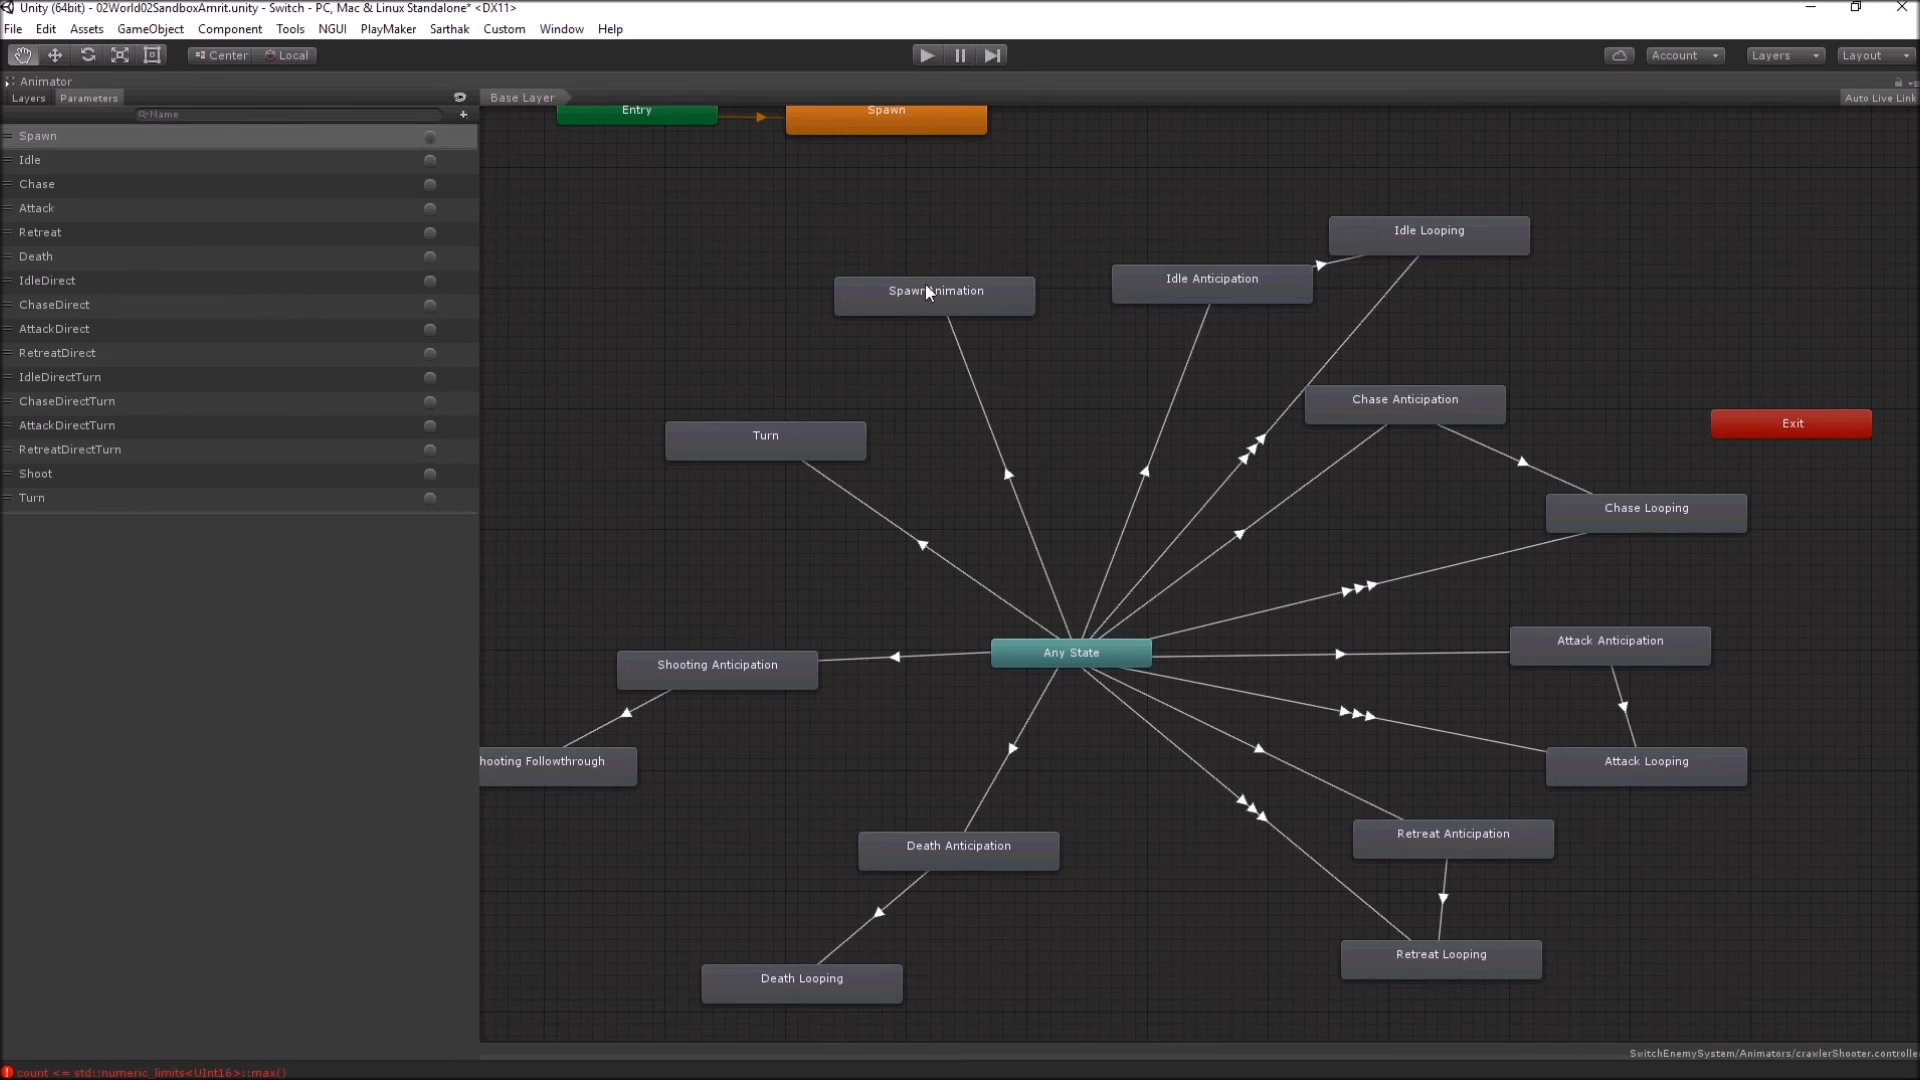 Unity (64bit) - 02World02SandboxAmrit.unity - Switch - PC, Mac & Linux Standalone* <DX11>
File Edit Assets GameObject Component Tools NGUI PlayMaker Sarthak Custom Window Help
Center Local Account Layers Layout
Animator
Layers Parameters Base Layer Auto Live Link
Name
Spawn
Idle
Chase
Attack
Retreat
Death
IdleDirect
ChaseDirect
AttackDirect
RetreatDirect
IdleDirectTurn
ChaseDirectTurn
AttackDirectTurn
RetreatDirectTurn
Shoot
Turn
Entry
Spawn
Idle Looping
Idle Anticipation
Spawn Animation
Chase Anticipation
Exit
Turn
Chase Looping
Attack Anticipation
Any State
Shooting Anticipation
hooting Followthrough
Attack Looping
Retreat Anticipation
Death Anticipation
Retreat Looping
Death Looping
SwitchEnemySystem/Animators/crawlerShooter.controlle
count <= std::numeric_limits<UInt16>::max()